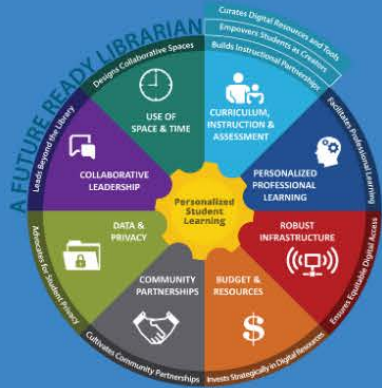 A FUTURE READY LIBRARIAN
Curates Digital Resources and Tools
Empowers Students as Creators
Builds Instructional Partnerships
Designs Collaborative Spaces
USE OF
SPACE & TIME
CURRICULUM,
INSTRUCTION &
ASSESSMENT
Facilitates Professional Learning
PERSONALIZED
PROFESSIONAL
LEARNING
Leads Beyond the Library
COLLABORATIVE
LEADERSHIP
Personalized
Student
Learning
ROBUST
INFRASTRUCTURE
Ensures Equitable Digital Access
DATA &
PRIVACY
Advocates for Student Privacy
COMMUNITY
PARTNERSHIPS
Cultivates Community Partnerships
BUDGET &
RESOURCES
$
Invests Strategically in Digital Resources